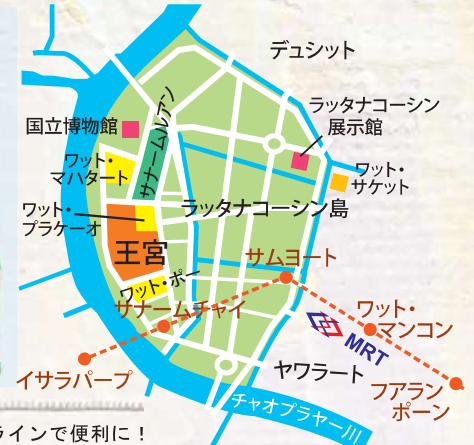 デュシット
ラッタナコーシン
展示館
国立博物館
サナームルアン
ワット・
マハタート
ワット・
サケット
ワット・
プラケーオ
ラッタナコーシン島
王宮
サムヨート
ワット・ポー
サナームチャイ
ワット・
マンコン
MRT
イサラパープ
ヤワラート
フアラン
ポーン
チャオプラヤー川
ラインで便利に！